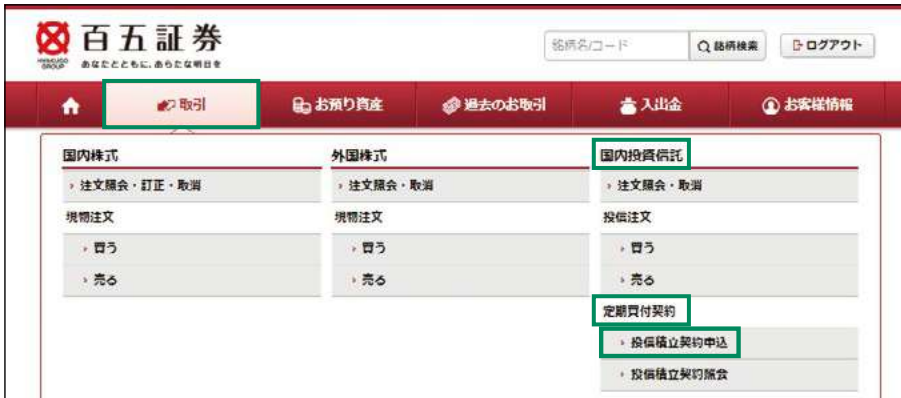 百五証券
HYAKUGO GROUP
あなたとともに、あらたな明日を
銘柄名/コード
銘柄検索
ログアウト
取引
お預り資産
過去のお取引
入出金
お客様情報
国内株式
外国株式
国内投資信託
注文照会・訂正・取消
注文照会・取消
注文照会・取消
現物注文
現物注文
投信注文
買う
買う
買う
売る
売る
売る
定期買付契約
投信積立契約申込
投信積立契約照会